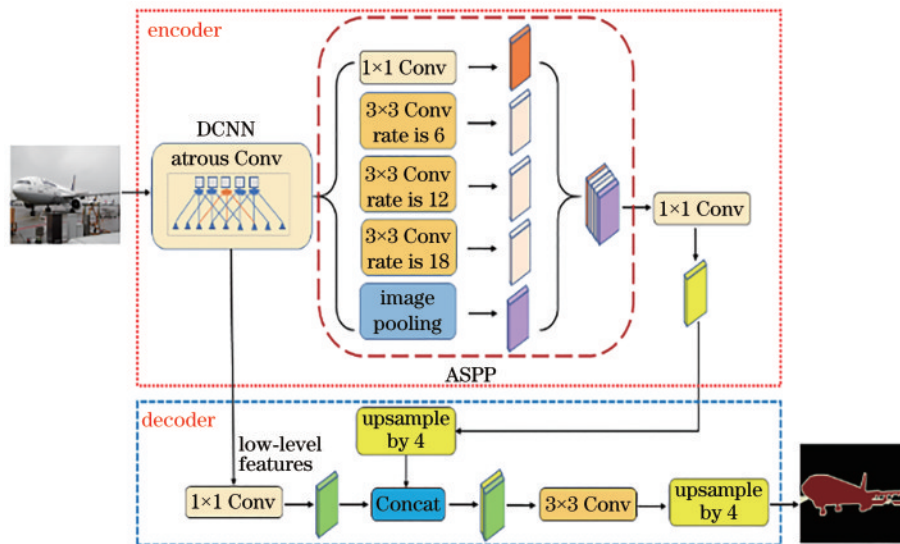 encoder
1×1 Conv
DCNN
atrous Conv
3×3 Conv
rate is 6
3×3 Conv
rate is 12
1×1 Conv
3×3 Conv
rate is 18
image
pooling
ASPP
decoder
upsample
by 4
low-level
features
1×1 Conv
Concat
3×3 Conv
upsample
by 4